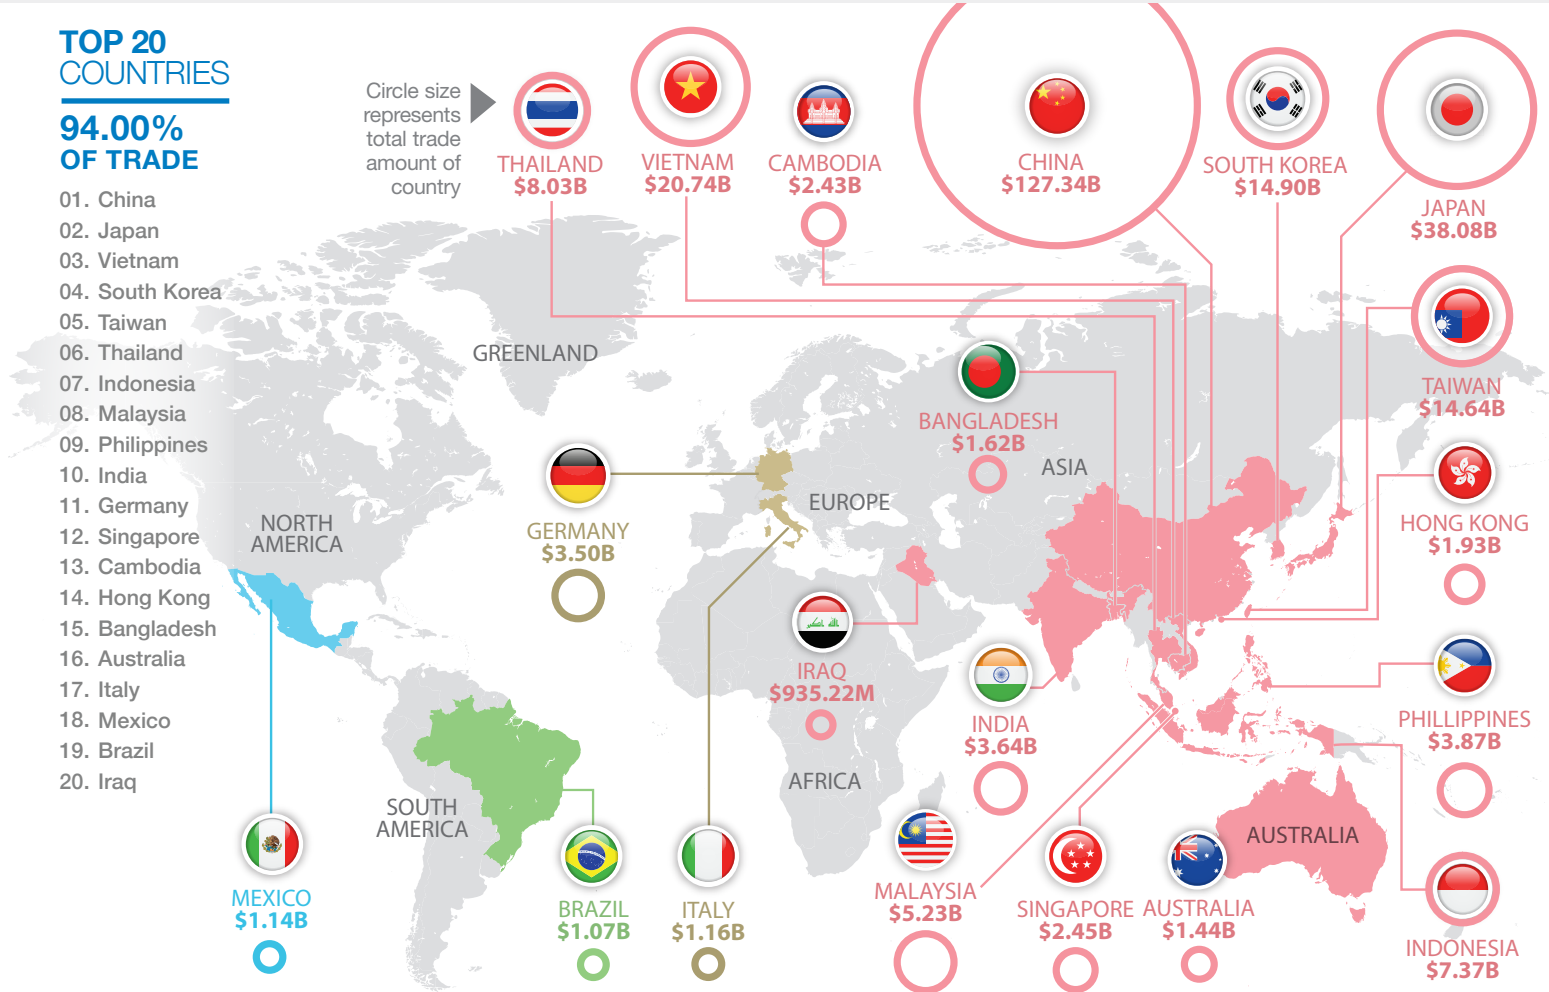 TOP 20
COUNTRIES
94.00%
OF TRADE
01. China
02. Japan
03. Vietnam
04. South Korea
05. Taiwan
06. Thailand
07. Indonesia
08. Malaysia
09. Philippines
10. India
11. Germany
12. Singapore
13. Cambodia
14. Hong Kong
15. Bangladesh
16. Australia
17. Italy
18. Mexico
19. Brazil
20. Iraq
Circle size
represents
total trade
amount of
country
THAILAND
$8.03B
VIETNAM
$20.74B
CAMBODIA
$2.43B
CHINA
$127.34B
SOUTH KOREA
$14.90B
JAPAN
$38.08B
TAIWAN
$14.64B
GREENLAND
BANGLADESH
$1.62B
ASIA
EUROPE
NORTH
AMERICA
GERMANY
$3.50B
HONG KONG
$1.93B
IRAQ
$935.22M
INDIA
$3.64B
PHILLIPPINES
$3.87B
AFRICA
SOUTH
AMERICA
AUSTRALIA
MEXICO
$1.14B
BRAZIL
$1.07B
ITALY
$1.16B
MALAYSIA
$5.23B
SINGAPORE
$2.45B
AUSTRALIA
$1.44B
INDONESIA
$7.37B